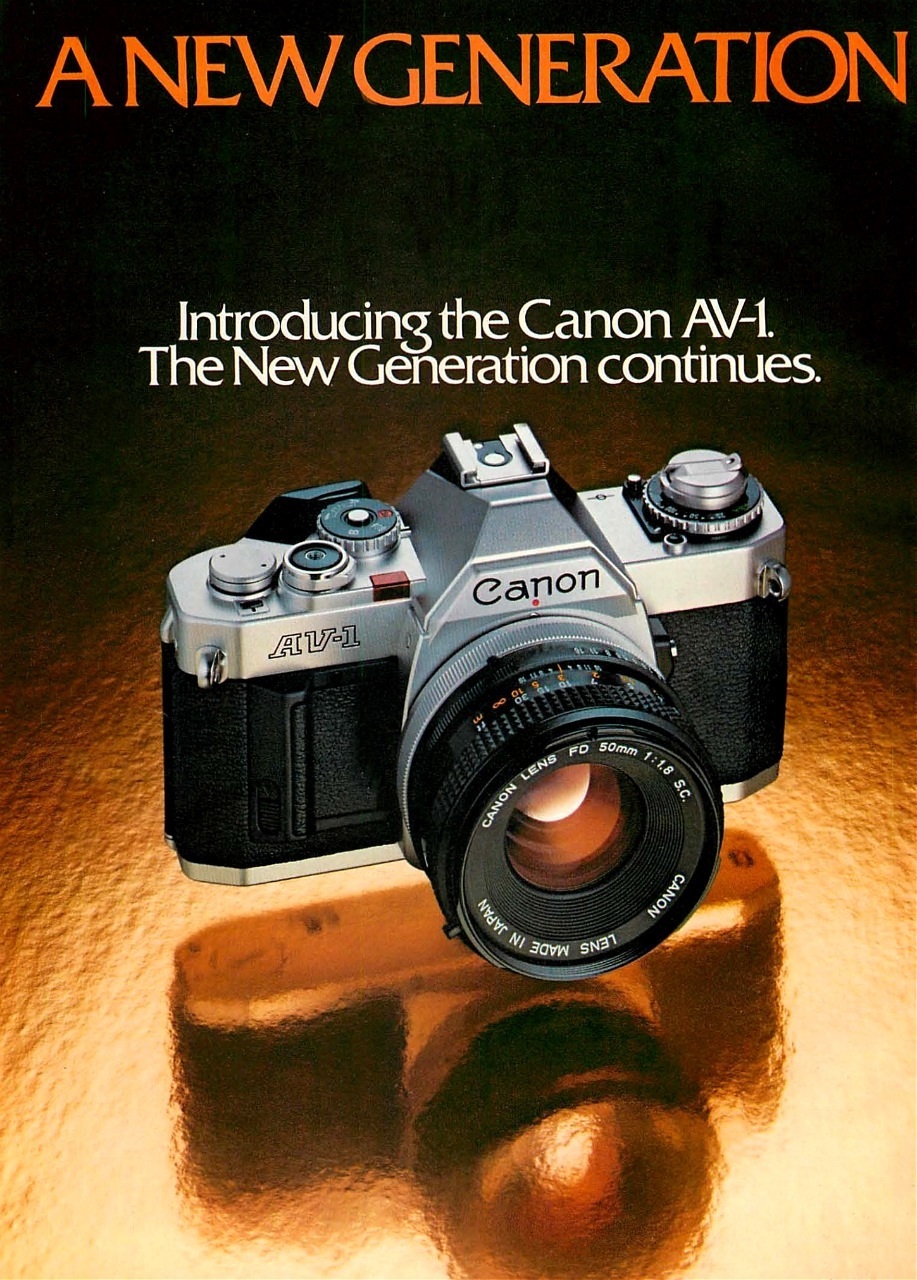 A NEW GENERATION
Introducing the Canon AV-1.
The New Generation continues.
Canon
AV-1
CANON LENS FD 50mm 1:1.8 S.C.
CANON LENS MADE IN JAPAN